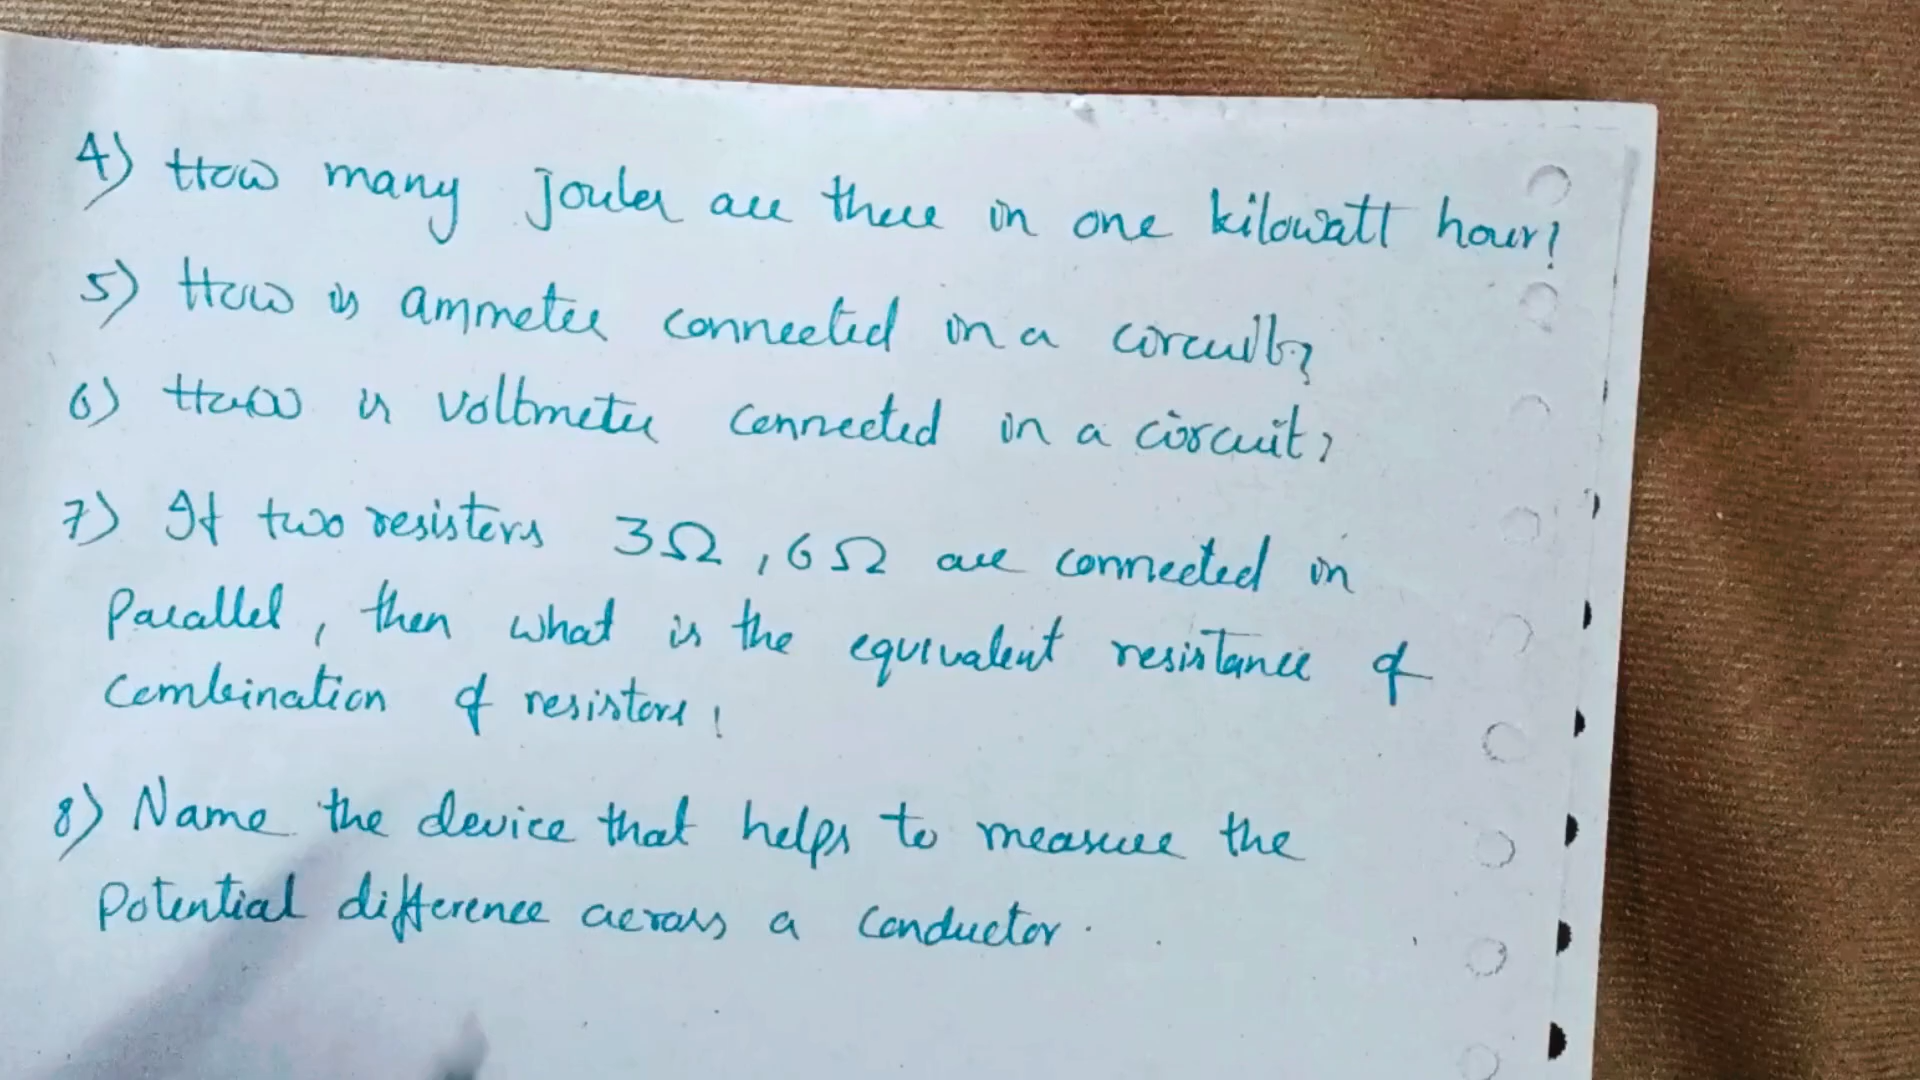 4) How many joules are there in one kilowatt hour?
5) How is ammeter connected in a circuit?
6) How is voltmeter connected in a circuit?
7) If two resistors 3Ω, 6Ω are connected in
parallel, then what is the equivalent resistance of
combination of resistors?
8) Name the device that helps to measure the
potential difference across a conductor.